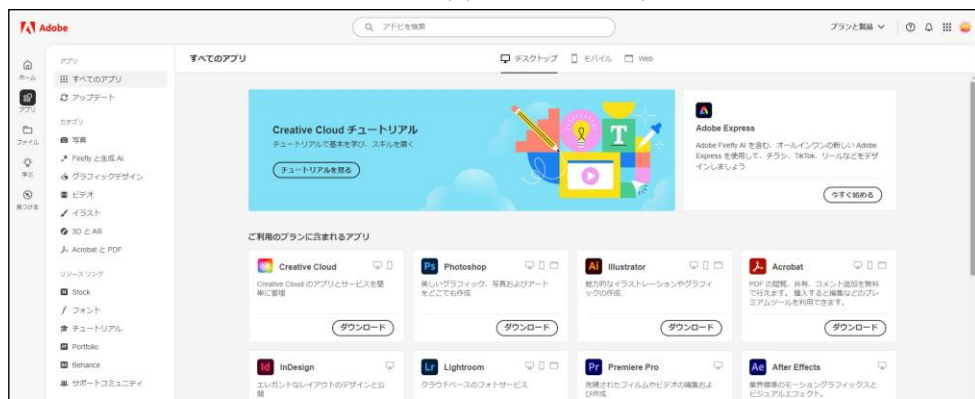 Adobe
アドビを検索
プランと製品
ホーム
アプリ
ファイル
学ぶ
見つける
アプリ
すべてのアプリ
アップデート
カテゴリ
写真
Firefly と生成 AI
グラフィックデザイン
ビデオ
イラスト
3D と AR
Acrobat と PDF
リソースリンク
Stock
フォント
チュートリアル
Portfolio
Behance
サポートコミュニティ
すべてのアプリ
デスクトップ
モバイル
Web
Creative Cloud チュートリアル
チュートリアルで基本を学び、スキルを磨く
チュートリアルを見る
T
Adobe Express
Adobe Firefly AI を含む、オールインワンの新しい Adobe
Express を使用して、チラシ、TikTok、リールなどをデザ
インしましょう
今すぐ始める
ご利用のプランに含まれるアプリ
Creative Cloud
Creative Cloud のアプリとサービスを簡
単に管理
ダウンロード
Ps Photoshop
美しいグラフィック、写真およびアート
をどこでも作成
ダウンロード
Ai Illustrator
魅力的なイラストレーションやグラフィ
ックの作成
ダウンロード
Acrobat
PDF の閲覧、共有、コメント追加を無料
で行えます。購入すると編集などのプレ
ミアムツールを利用できます。
ダウンロード
Id InDesign
エレガントなレイアウトのデザインと公
開
Lr Lightroom
クラウドベースのフォトサービス
Pr Premiere Pro
洗練されたフィルムやビデオの編集およ
び作成
Ae After Effects
業界標準のモーショングラフィックスと
ビジュアルエフェクト。